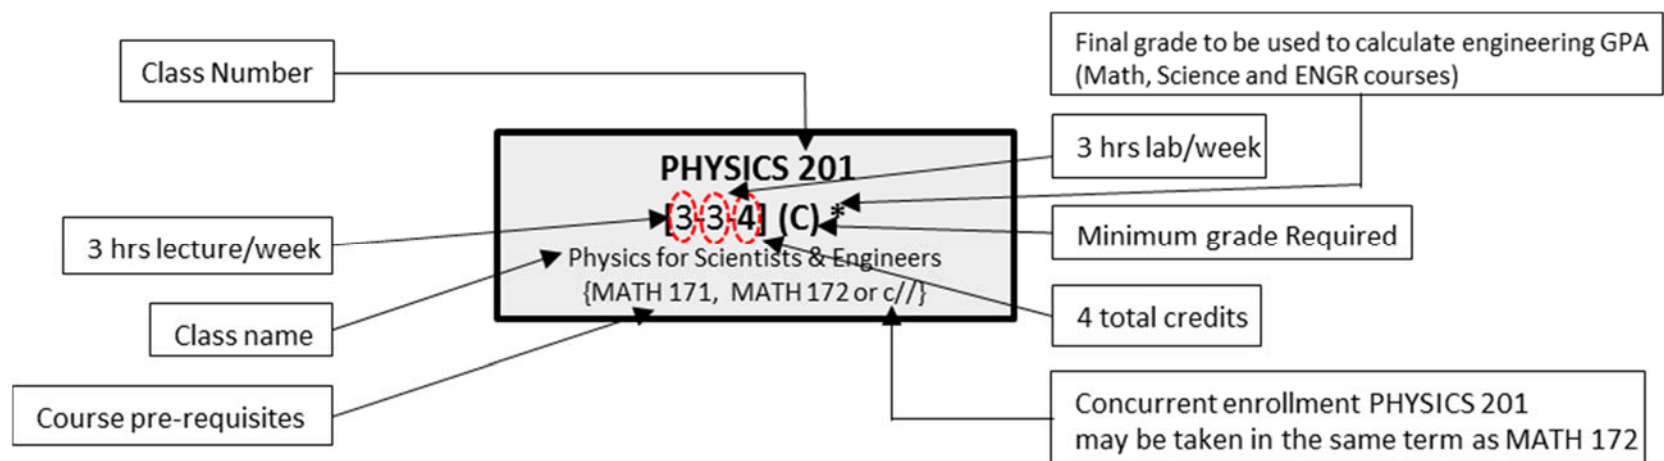 Class Number
Final grade to be used to calculate engineering GPA
(Math, Science and ENGR courses)
3 hrs lab/week
PHYSICS 201
[3-3-4] (C) *
Physics for Scientists & Engineers
{MATH 171, MATH 172 or c//}
3 hrs lecture/week
Minimum grade Required
Class name
4 total credits
Course pre-requisites
Concurrent enrollment PHYSICS 201
may be taken in the same term as MATH 172